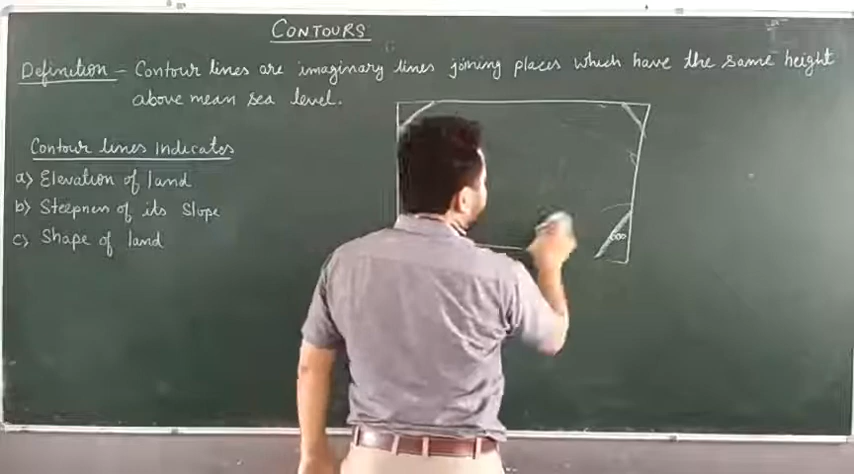 CONTOURS
Definition - Contour lines are imaginary lines joining places which have the same height
above mean sea level.
Contour lines indicates
a) Elevation of land
b) Steepness of its slope
c) Shape of land
600